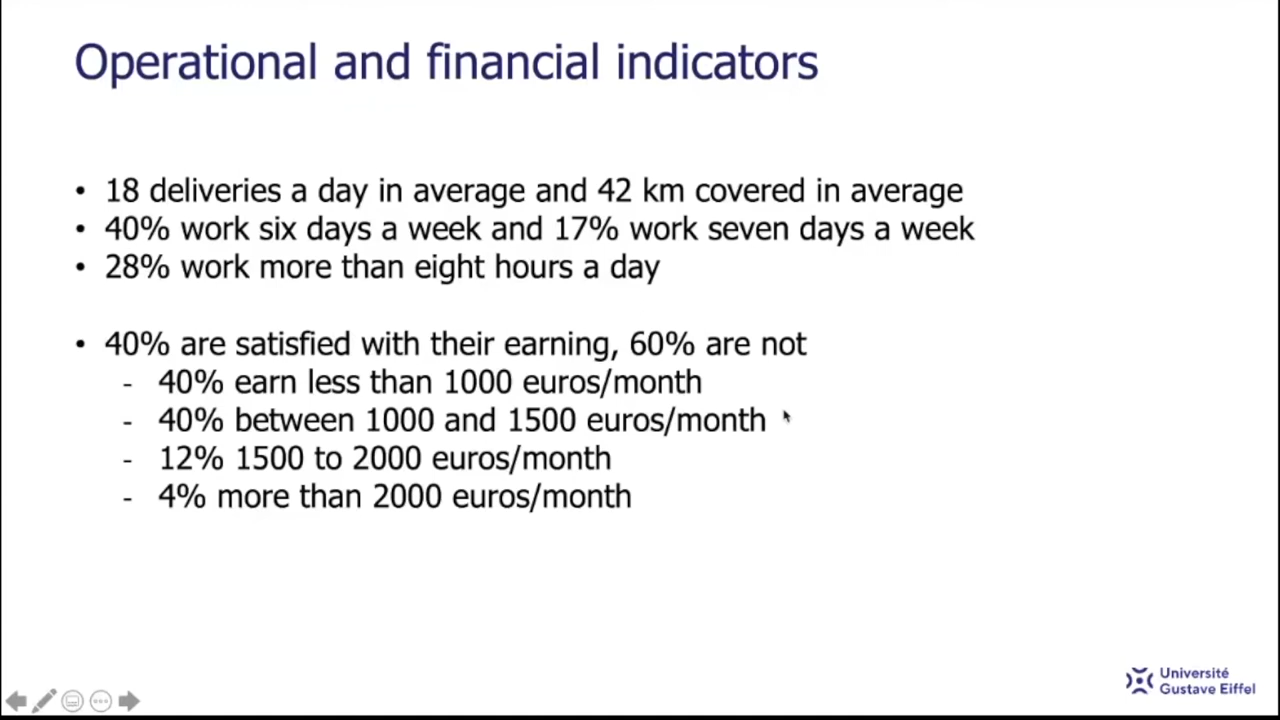 Operational and financial indicators
• 18 deliveries a day in average and 42 km covered in average
• 40% work six days a week and 17% work seven days a week
• 28% work more than eight hours a day
• 40% are satisfied with their earning, 60% are not
- 40% earn less than 1000 euros/month
- 40% between 1000 and 1500 euros/month
- 12% 1500 to 2000 euros/month
- 4% more than 2000 euros/month
Université
Gustave Eiffel